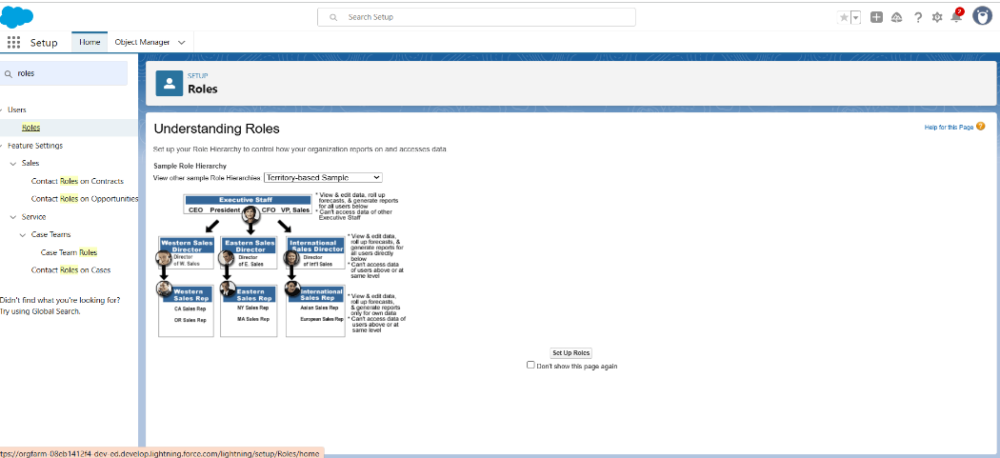 Search Setup
2
Setup
Home
Object Manager
roles
Users
Roles
Feature Settings
Sales
Contact Roles on Contracts
Contact Roles on Opportunities
Service
Case Teams
Case Team Roles
Contact Roles on Cases
Didn't find what you're looking for?
Try using Global Search.
SETUP
Roles
Understanding Roles
Help for this Page ?
Set up your Role Hierarchy to control how your organization reports on and accesses data
Sample Role Hierarchy
View other sample Role Hierarchies: Territory-based Sample
Executive Staff
CEO President CFO VP, Sales
* View & edit data, roll up
forecasts, & generate reports
for all users below
* Can't access data of other
Executive Staff
Western Sales
Director
Director
of W. Sales
Eastern Sales
Director
Director
of E. Sales
International
Sales Director
Director
of Int'l Sales
* View & edit data,
roll up forecasts, &
generate reports for
all users directly
below
* Can't access data
of users above or at
same level
Western
Sales Rep
CA Sales Rep
OR Sales Rep
Eastern
Sales Rep
NY Sales Rep
MA Sales Rep
International
Sales Rep
Asian Sales Rep
European Sales Rep
* View & edit data,
roll up forecasts,
& generate reports
only for own data
* Can't access data of
users above or at
same level
Set Up Roles
Don't show this page again
tps://orgfarm-08eb1412f4-dev-ed.develop.lightning.force.com/lightning/setup/Roles/home